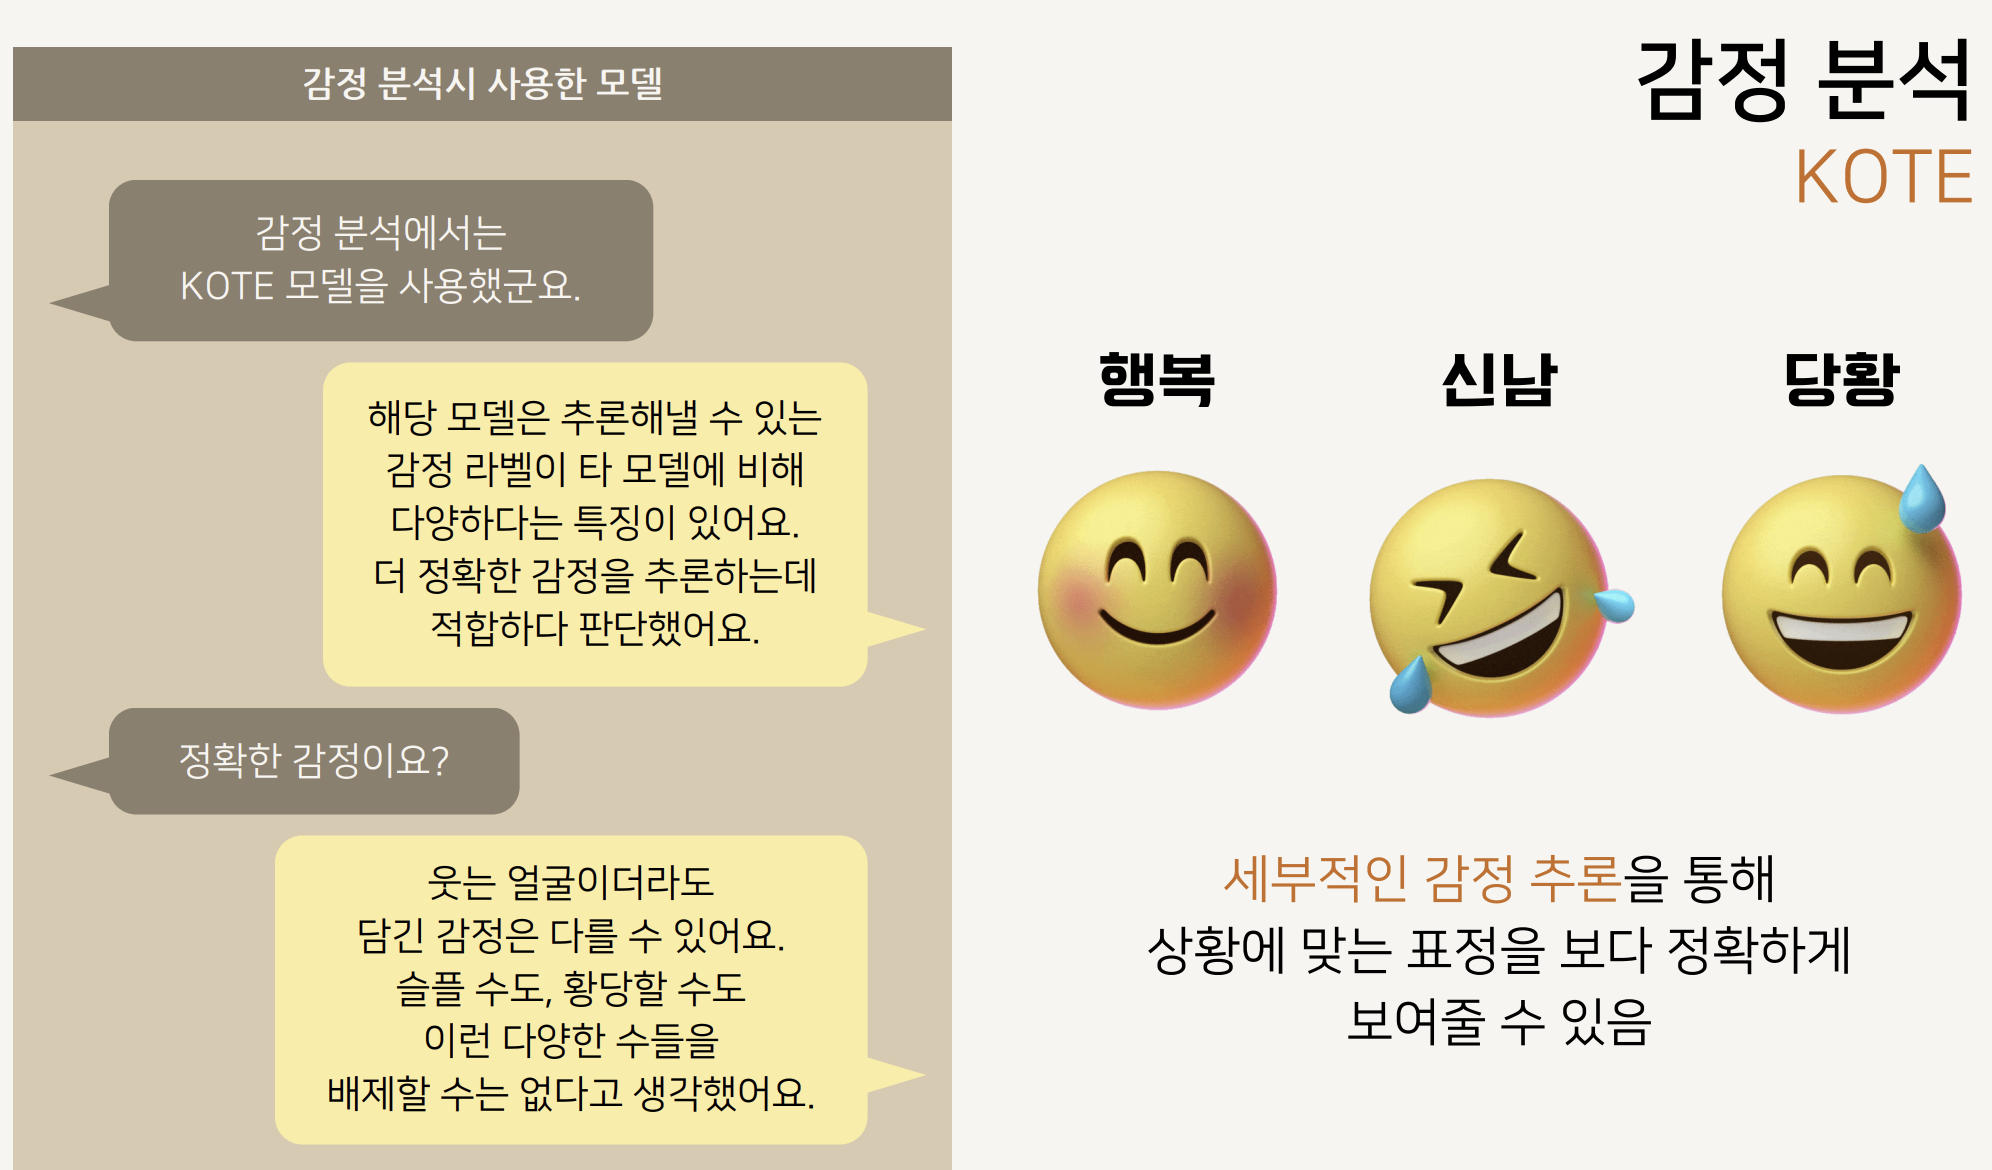 감정 분석시 사용한 모델
감정 분석에서는
KOTE 모델을 사용했군요.
해당 모델은 추론해낼 수 있는
감정 라벨이 타 모델에 비해
다양하다는 특징이 있어요.
더 정확한 감정을 추론하는데
적합하다 판단했어요.
정확한 감정이요?
웃는 얼굴이더라도
담긴 감정은 다를 수 있어요.
슬플 수도, 황당할 수도
이런 다양한 수들을
배제할 수는 없다고 생각했어요.
감정 분석
KOTE
행복
신남
당황
세부적인 감정 추론을 통해
상황에 맞는 표정을 보다 정확하게
보여줄 수 있음